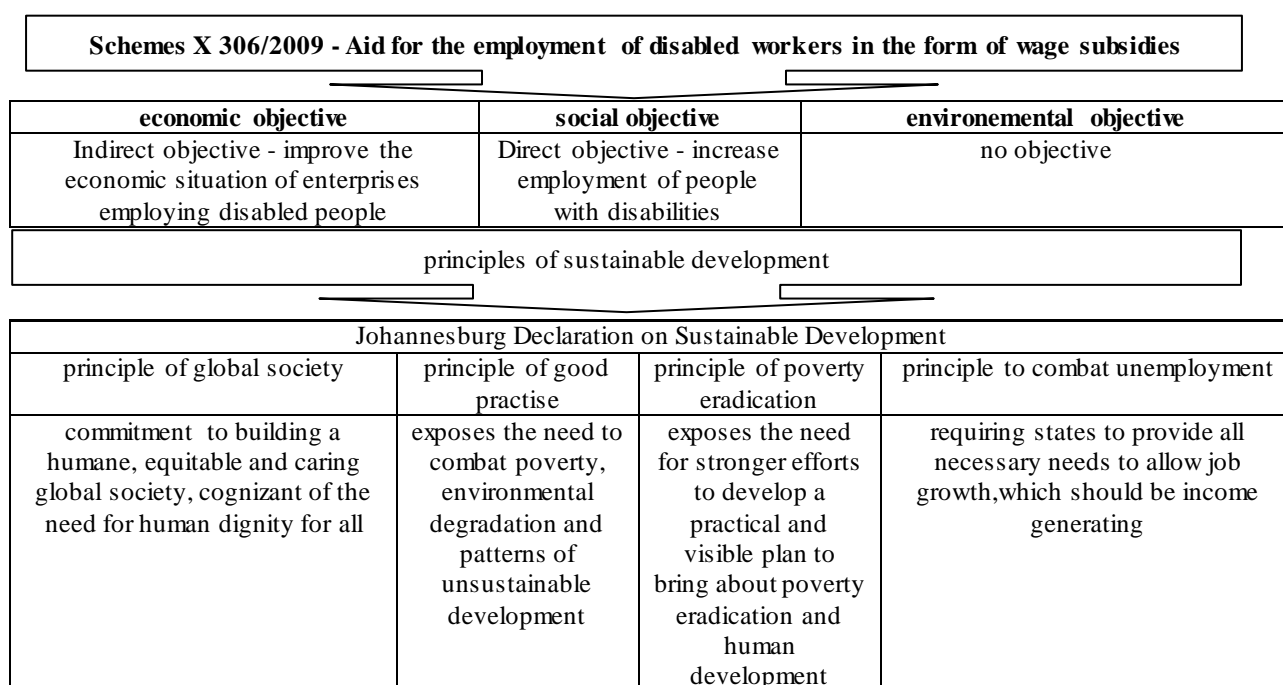 Schemes X 306/2009 - Aid for the employment of disabled workers in the form of wage subsidies
economic objective
social objective
environemental objective
Indirect objective - improve the
economic situation of enterprises
employing disabled people
Direct objective - increase
employment of people
with disabilities
no objective
principles of sustainable development
Johannesburg Declaration on Sustainable Development
principle of global society
principle of good
practise
principle of poverty
eradication
principle to combat unemployment
commitment to building a
humane, equitable and caring
global society, cognizant of the
need for human dignity for all
exposes the need to
combat poverty,
environmental
degradation and
patterns of
unsustainable
development
exposes the need
for stronger efforts
to develop a
practical and
visible plan to
bring about poverty
eradication and
human
development
requiring states to provide all
necessary needs to allow job
growth,which should be income
generating